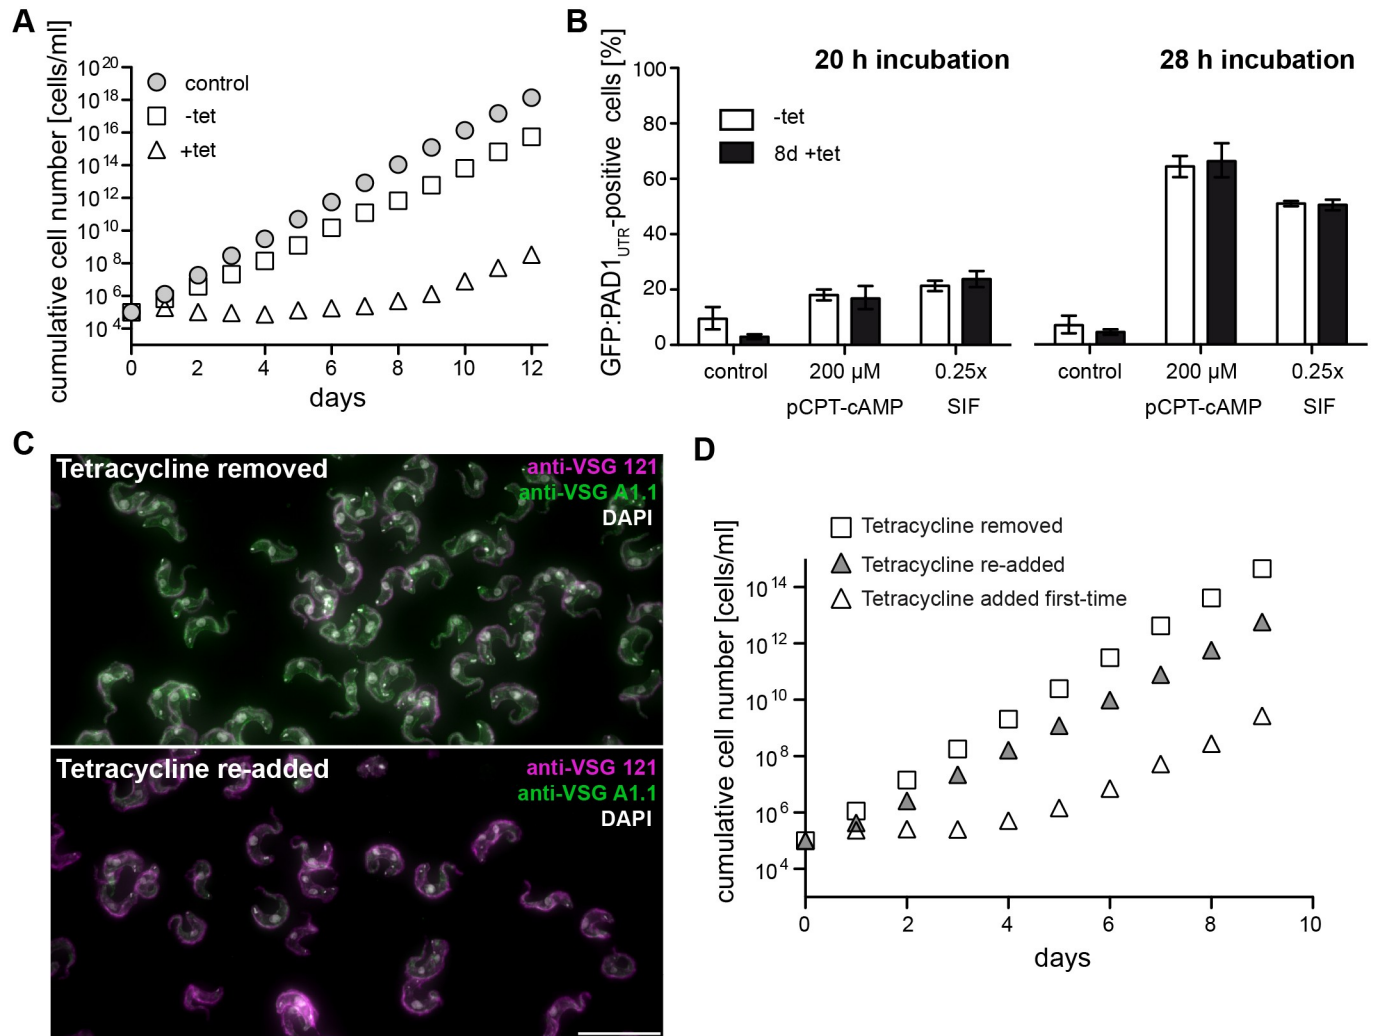 A
cumulative cell number [cells/ml]
10^20
10^18
10^16
10^14
10^12
10^10
10^8
10^6
10^4
control
-tet
+tet
0 2 4 6 8 10 12
days
B
GFP:PAD1UTR-positive cells [%]
100
80
60
40
20
0
20 h incubation
28 h incubation
-tet
8d +tet
control 200 µM 0.25x control 200 µM 0.25x
pCPT-cAMP SIF pCPT-cAMP SIF
C
Tetracycline removed
anti-VSG 121
anti-VSG A1.1
DAPI
Tetracycline re-added
anti-VSG 121
anti-VSG A1.1
DAPI
D
cumulative cell number [cells/ml]
Tetracycline removed
Tetracycline re-added
Tetracycline added first-time
10^14
10^12
10^10
10^8
10^6
10^4
0 2 4 6 8 10
days